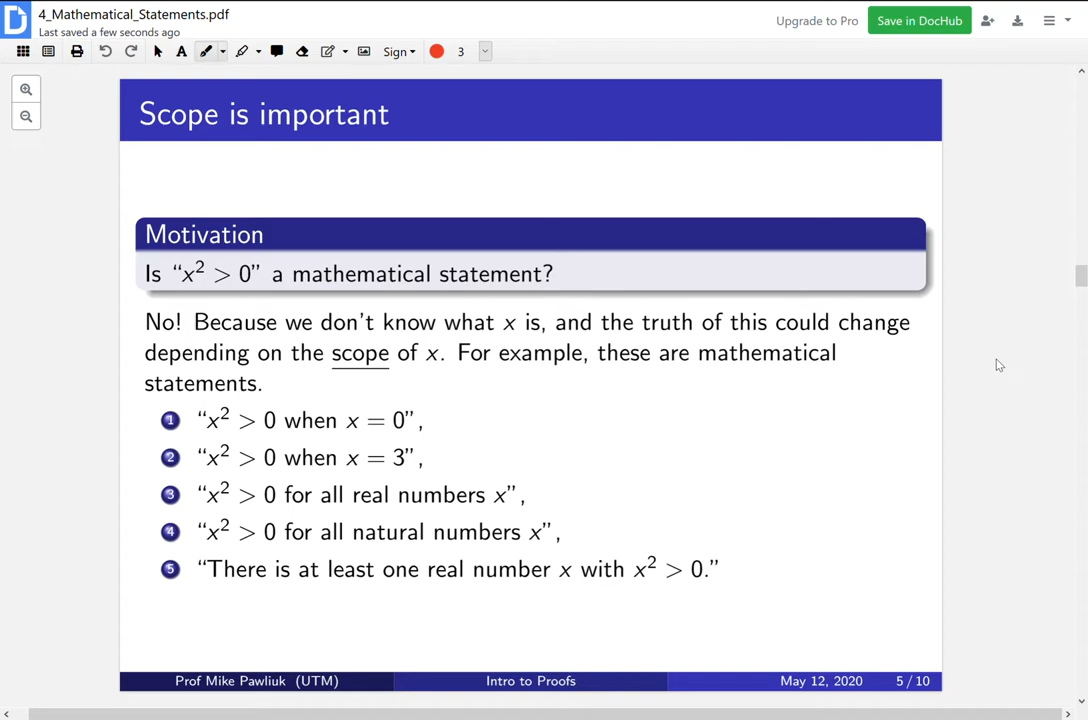 4_Mathematical_Statements.pdf
Last saved a few seconds ago
Upgrade to Pro
Save in DocHub
A
Sign
3
Scope is important
Motivation
Is “x² > 0” a mathematical statement?
No! Because we don’t know what x is, and the truth of this could change
depending on the scope of x. For example, these are mathematical
statements.
1 “x² > 0 when x = 0”,
2 “x² > 0 when x = 3”,
3 “x² > 0 for all real numbers x”,
4 “x² > 0 for all natural numbers x”,
5 “There is at least one real number x with x² > 0.”
Prof Mike Pawliuk (UTM) Intro to Proofs May 12, 2020 5 / 10